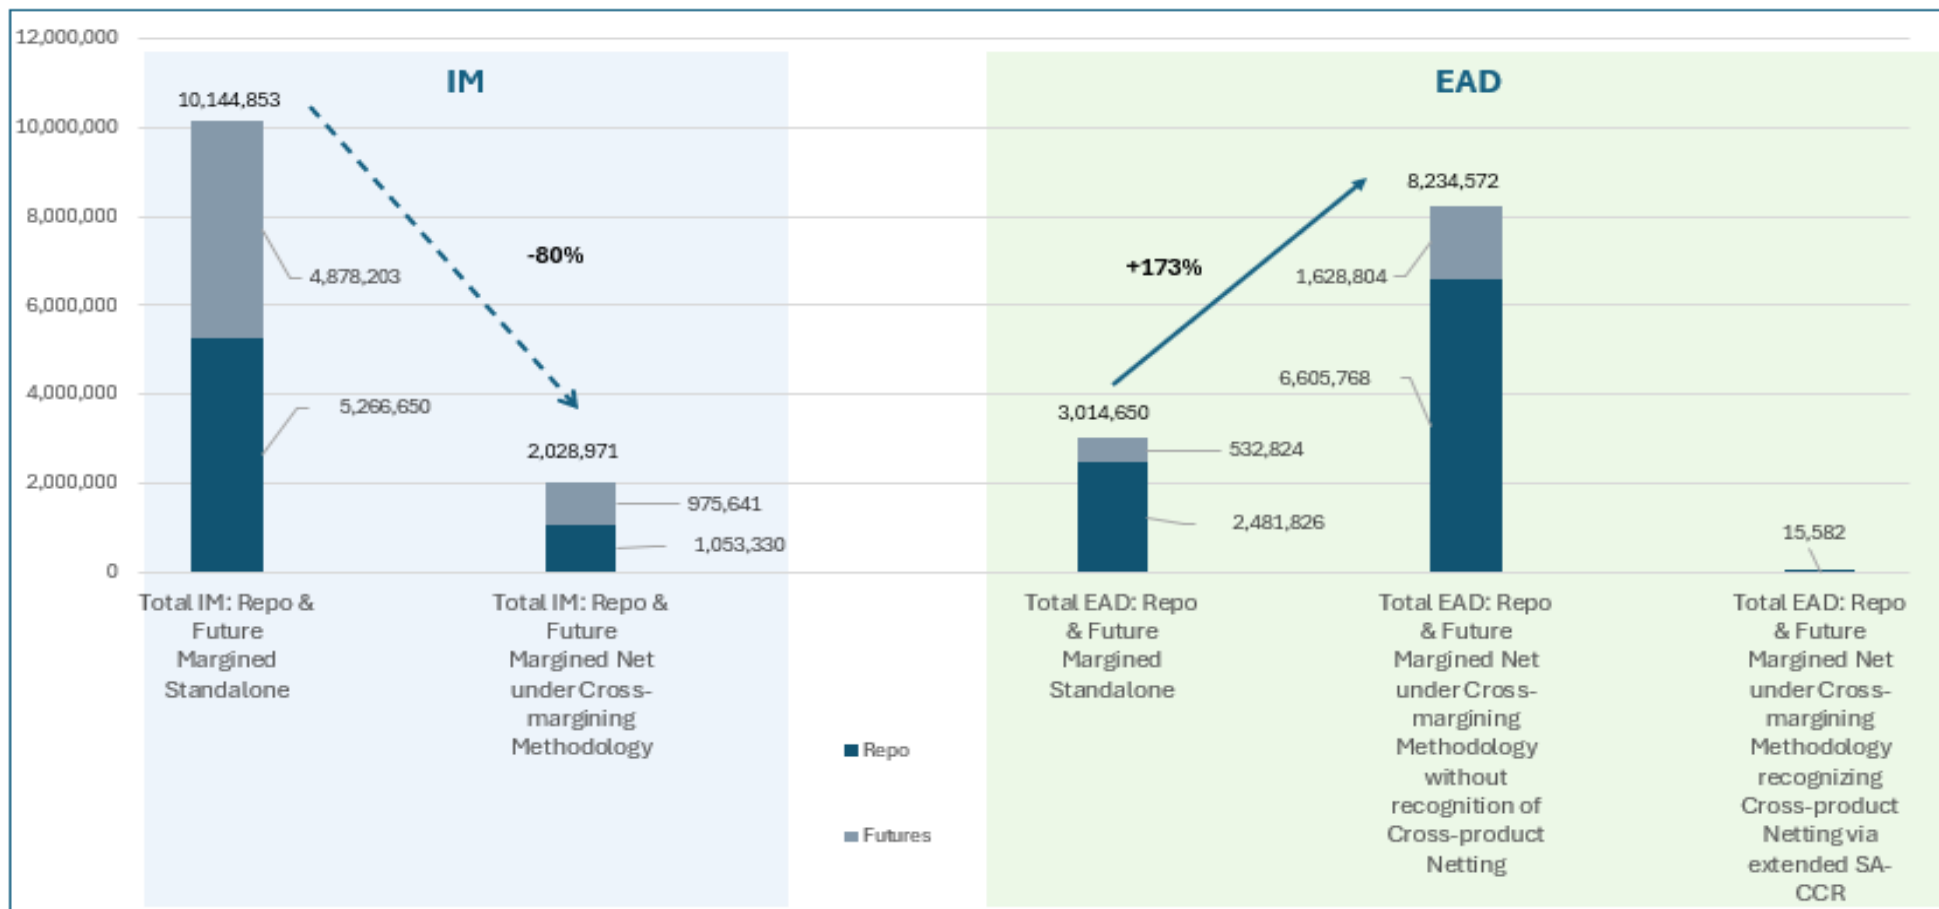 12,000,000
10,000,000
8,000,000
6,000,000
4,000,000
2,000,000
0
IM
10,144,853
4,878,203
5,266,650
-80%
2,028,971
975,641
1,053,330
EAD
3,014,650
532,824
2,481,826
+173%
8,234,572
1,628,804
6,605,768
15,582
Total IM: Repo &
Future
Margined
Standalone
Total IM: Repo &
Future
Margined Net
under Cross-
margining
Methodology
Repo
Futures
Total EAD: Repo
& Future
Margined
Standalone
Total EAD: Repo
& Future
Margined Net
under Cross-
margining
Methodology
without
recognition of
Cross-product
Netting
Total EAD: Repo
& Future
Margined Net
under Cross-
margining
Methodology
recognizing
Cross-product
Netting via
extended SA-
CCR